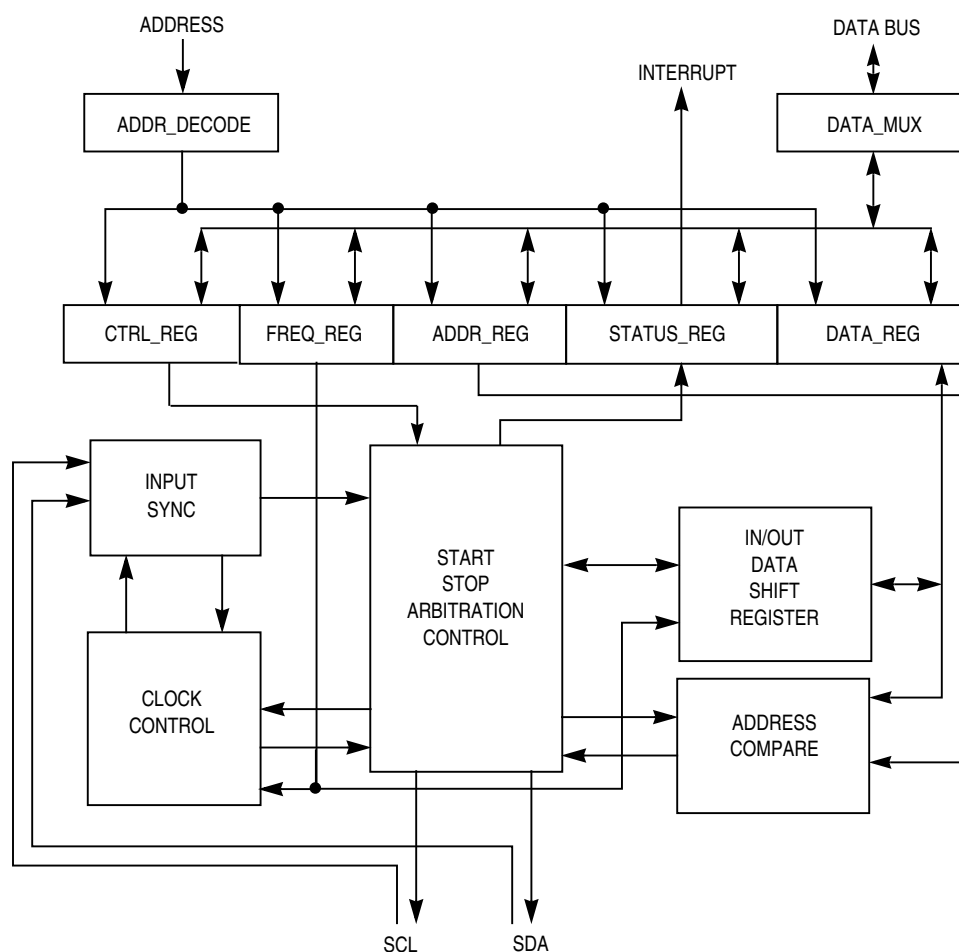 ADDRESS
DATA BUS
INTERRUPT
ADDR_DECODE
DATA_MUX
CTRL_REG
FREQ_REG
ADDR_REG
STATUS_REG
DATA_REG
INPUT
SYNC
START
STOP
ARBITRATION
CONTROL
IN/OUT
DATA
SHIFT
REGISTER
CLOCK
CONTROL
ADDRESS
COMPARE
SCL
SDA